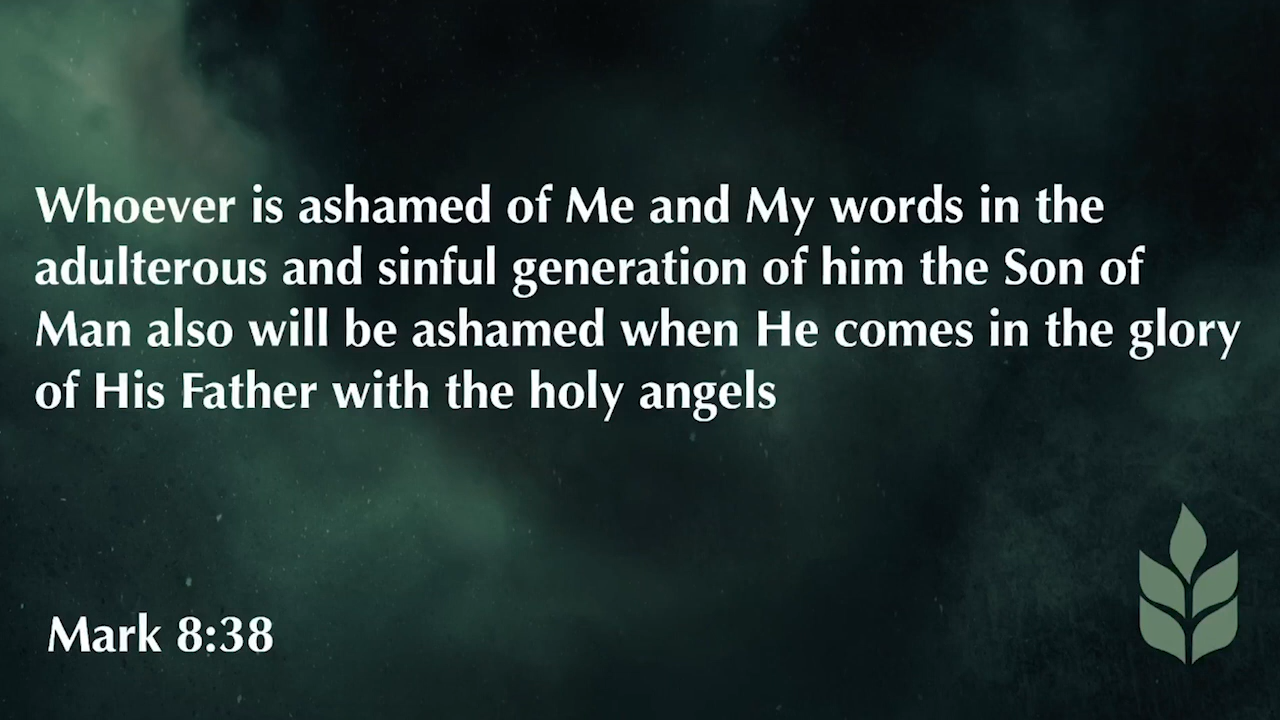 Whoever is ashamed of Me and My words in the
adulterous and sinful generation of him the Son of
Man also will be ashamed when He comes in the glory
of His Father with the holy angels
Mark 8:38